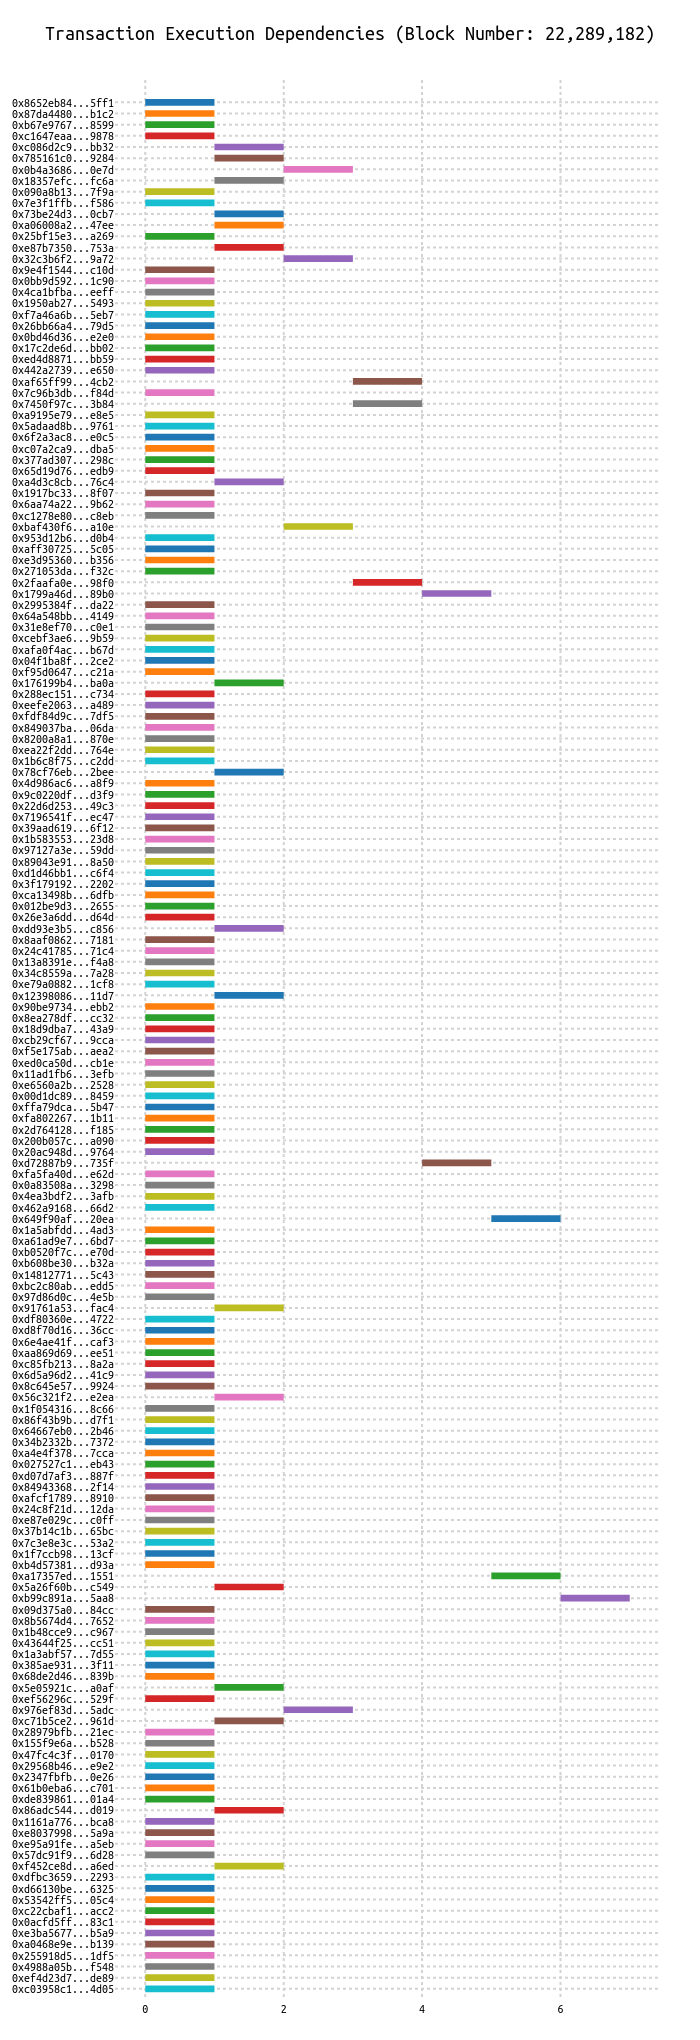 Transaction Execution Dependencies (Block Number: 22,289,182)
0x8652eb84...5ff1
0x87da4480...b1c2
0xb67e9767...8599
0xc1647eaa...9878
0xc086d2c9...bb32
0x785161c0...9284
0x0b4a3686...0e7d
0x18357efc...fc6a
0x090a8b13...7f9a
0x7e3f1ffb...f586
0x73be24d3...0cb7
0xa06008a2...47ee
0x25bf15e3...a269
0xe87b7350...753a
0x32c3b6f2...9a72
0x9e4f1544...c10d
0x0bb9d592...1c90
0x4ca1bfba...eeff
0x1950ab27...5493
0xf7a46a6b...5eb7
0x26bb66a4...79d5
0x0bd46d36...e2e0
0x17c2de6d...bb02
0xed4d8871...bb59
0x442a2739...e650
0xaf65ff99...4cb2
0x7c96b3db...f84d
0x7450f97c...3b84
0xa9195e79...e8e5
0x5adaad8b...9761
0x6f2a3ac8...e0c5
0xc07a2ca9...dba5
0x377ad307...298c
0x65d19d76...edb9
0xa4d3c8cb...76c4
0x1917bc33...8f07
0x6aa74a22...9b62
0xc1278e80...c8eb
0xbaf430f6...a10e
0x953d12b6...d0b4
0xaff30725...5c05
0xe3d95360...b356
0x271053da...f32c
0x2faafa0e...98f0
0x1799a46d...89b0
0x2995384f...da22
0x64a548bb...4149
0x31e8ef70...c0e1
0xcebf3ae6...9b59
0xafa0f4ac...b67d
0x04f1ba8f...2ce2
0xf95d0647...c21a
0x176199b4...ba0a
0x288ec151...c734
0xeefe2063...a489
0xfdf84d9c...7df5
0x849037ba...06da
0x8200a8a1...870e
0xea22f2dd...764e
0x1b6c8f75...c2dd
0x78cf76eb...2bee
0x4d986ac6...a8f9
0x9c0220df...d3f9
0x22d6d253...49c3
0x7196541f...ec47
0x39aad619...6f12
0x1b583553...23d8
0x97127a3e...59dd
0x89043e91...8a50
0xd1d46bb1...c6f4
0x3f179192...2202
0xca13498b...6dfb
0x012be9d3...2655
0x26e3a6dd...d64d
0xdd93e3b5...c856
0x8aaf0862...7181
0x24c41785...71c4
0x13a8391e...f4a8
0x34c8559a...7a28
0xe79a0882...1cf8
0x12398086...11d7
0x90be9734...ebb2
0x8ea278df...cc32
0x18d9dba7...43a9
0xcb29cf67...9cca
0xf5e175ab...aea2
0xed0ca50d...cb1e
0x11ad1fb6...3efb
0xe6560a2b...2528
0x00d1dc89...8459
0xffa79dca...5b47
0xfa802267...1b11
0x2d764128...f185
0x200b057c...a090
0x20ac948d...9764
0xd72887b9...735f
0xfa5fa40d...e62d
0x0a83508a...3298
0x4ea3bdf2...3afb
0x462a9168...66d2
0x649f90af...20ea
0x1a5abfdd...4ad3
0xa61ad9e7...6bd7
0xb0520f7c...e70d
0xb608be30...b32a
0x14812771...5c43
0xbc2c80ab...edd5
0x97d86d0c...4e5b
0x91761a53...fac4
0xdf80360e...4722
0xd8f70d16...36cc
0x6e4ae41f...caf3
0xaa869d69...ee51
0xc85fb213...8a2a
0x6d5a96d2...41c9
0x8c645e57...9924
0x56c321f2...e2ea
0x1f054316...8c66
0x86f43b9b...d7f1
0x64667eb0...2b46
0x34b2332b...7372
0xa4e4f378...7cca
0x027527c1...eb43
0xd07d7af3...887f
0x84943368...2f14
0xafcf1789...8910
0x24c8f21d...12da
0xe87e029c...c0ff
0x37b14c1b...65bc
0x7c3e8e3c...53a2
0x1f7ccb98...13cf
0xb4d57381...d93a
0xa17357ed...1551
0x5a26f60b...c549
0xb99c891a...5aa8
0x09d375a0...84cc
0x8b5674d4...7652
0x1b48cce9...c967
0x43644f25...cc51
0x1a3abf57...7d55
0x385ae931...3f11
0x68de2d46...839b
0x5e05921c...a0af
0xef56296c...529f
0x976ef83d...5adc
0xc71b5ce2...961d
0x28979bfb...21ec
0x155f9e6a...b528
0x47fc4c3f...0170
0x29568b46...e9e2
0x2347fbfb...0e26
0x61b0eba6...c701
0xde839861...01a4
0x86adc544...d019
0x1161a776...bca8
0xe8037998...5a9a
0xe95a91fe...a5eb
0x57dc91f9...6d28
0xf452ce8d...a6ed
0xdfbc3659...2293
0xd66130be...6325
0x53542ff5...05c4
0xc22cbaf1...acc2
0x0acfd5ff...83c1
0xe3ba5677...b5a9
0xa0468e9e...b139
0x255918d5...1df5
0x4988a05b...f548
0xef4d23d7...de89
0xc03958c1...4d05
0 2 4 6